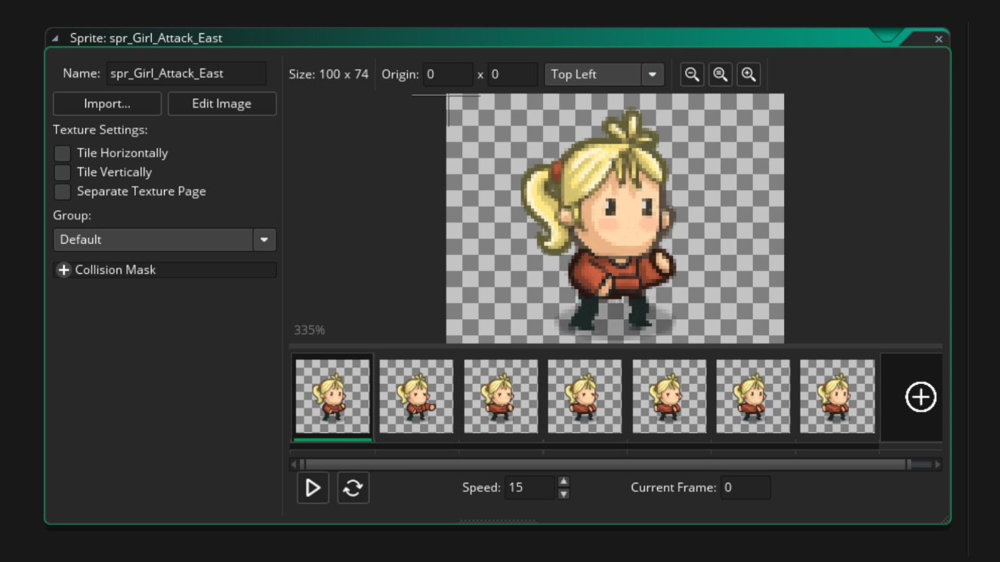 Sprite: spr_Girl_Attack_East
Name: spr_Girl_Attack_East
Import... Edit Image
Texture Settings:
Tile Horizontally
Tile Vertically
Separate Texture Page
Group:
Default
Collision Mask
Size: 100 x 74 Origin: 0 x 0 Top Left
335%
Speed: 15 Current Frame: 0